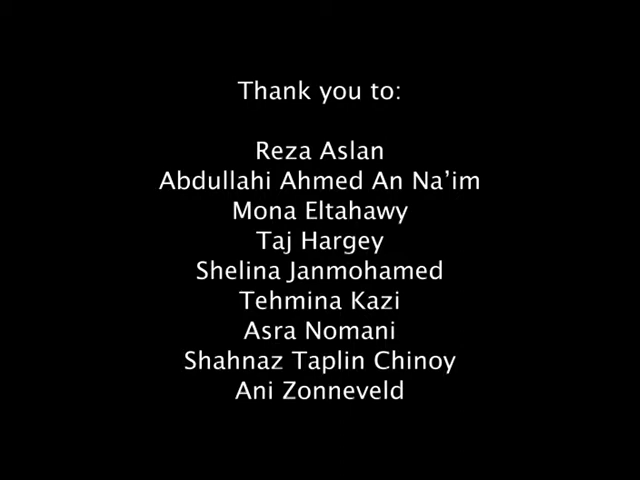 Thank you to:
Reza Aslan
Abdullahi Ahmed An Na’im
Mona Eltahawy
Taj Hargey
Shelina Janmohamed
Tehmina Kazi
Asra Nomani
Shahnaz Taplin Chinoy
Ani Zonneveld